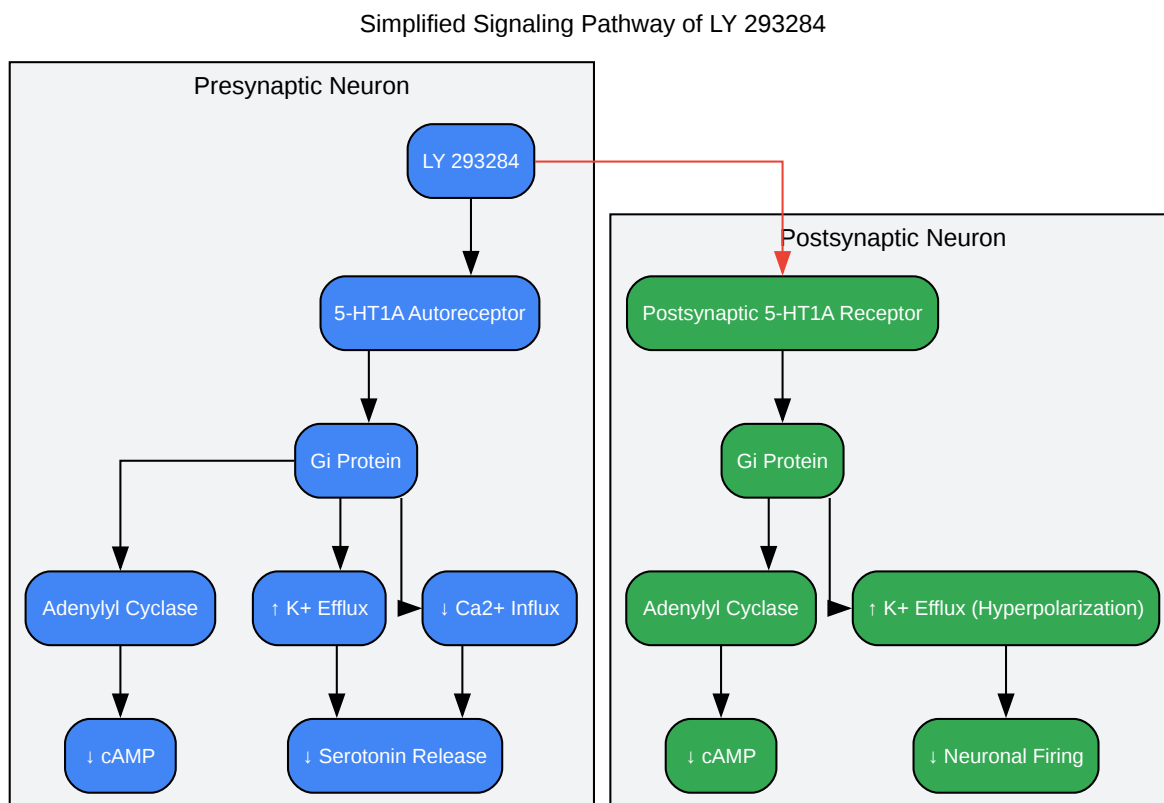 Simplified Signaling Pathway of LY 293284
Presynaptic Neuron
LY 293284
Postsynaptic Neuron
5-HT1A Autoreceptor
Postsynaptic 5-HT1A Receptor
Gi Protein
Gi Protein
Adenylyl Cyclase
↑ K+ Efflux
↓ Ca2+ Influx
Adenylyl Cyclase
↑ K+ Efflux (Hyperpolarization)
↓ cAMP
↓ Serotonin Release
↓ cAMP
↓ Neuronal Firing